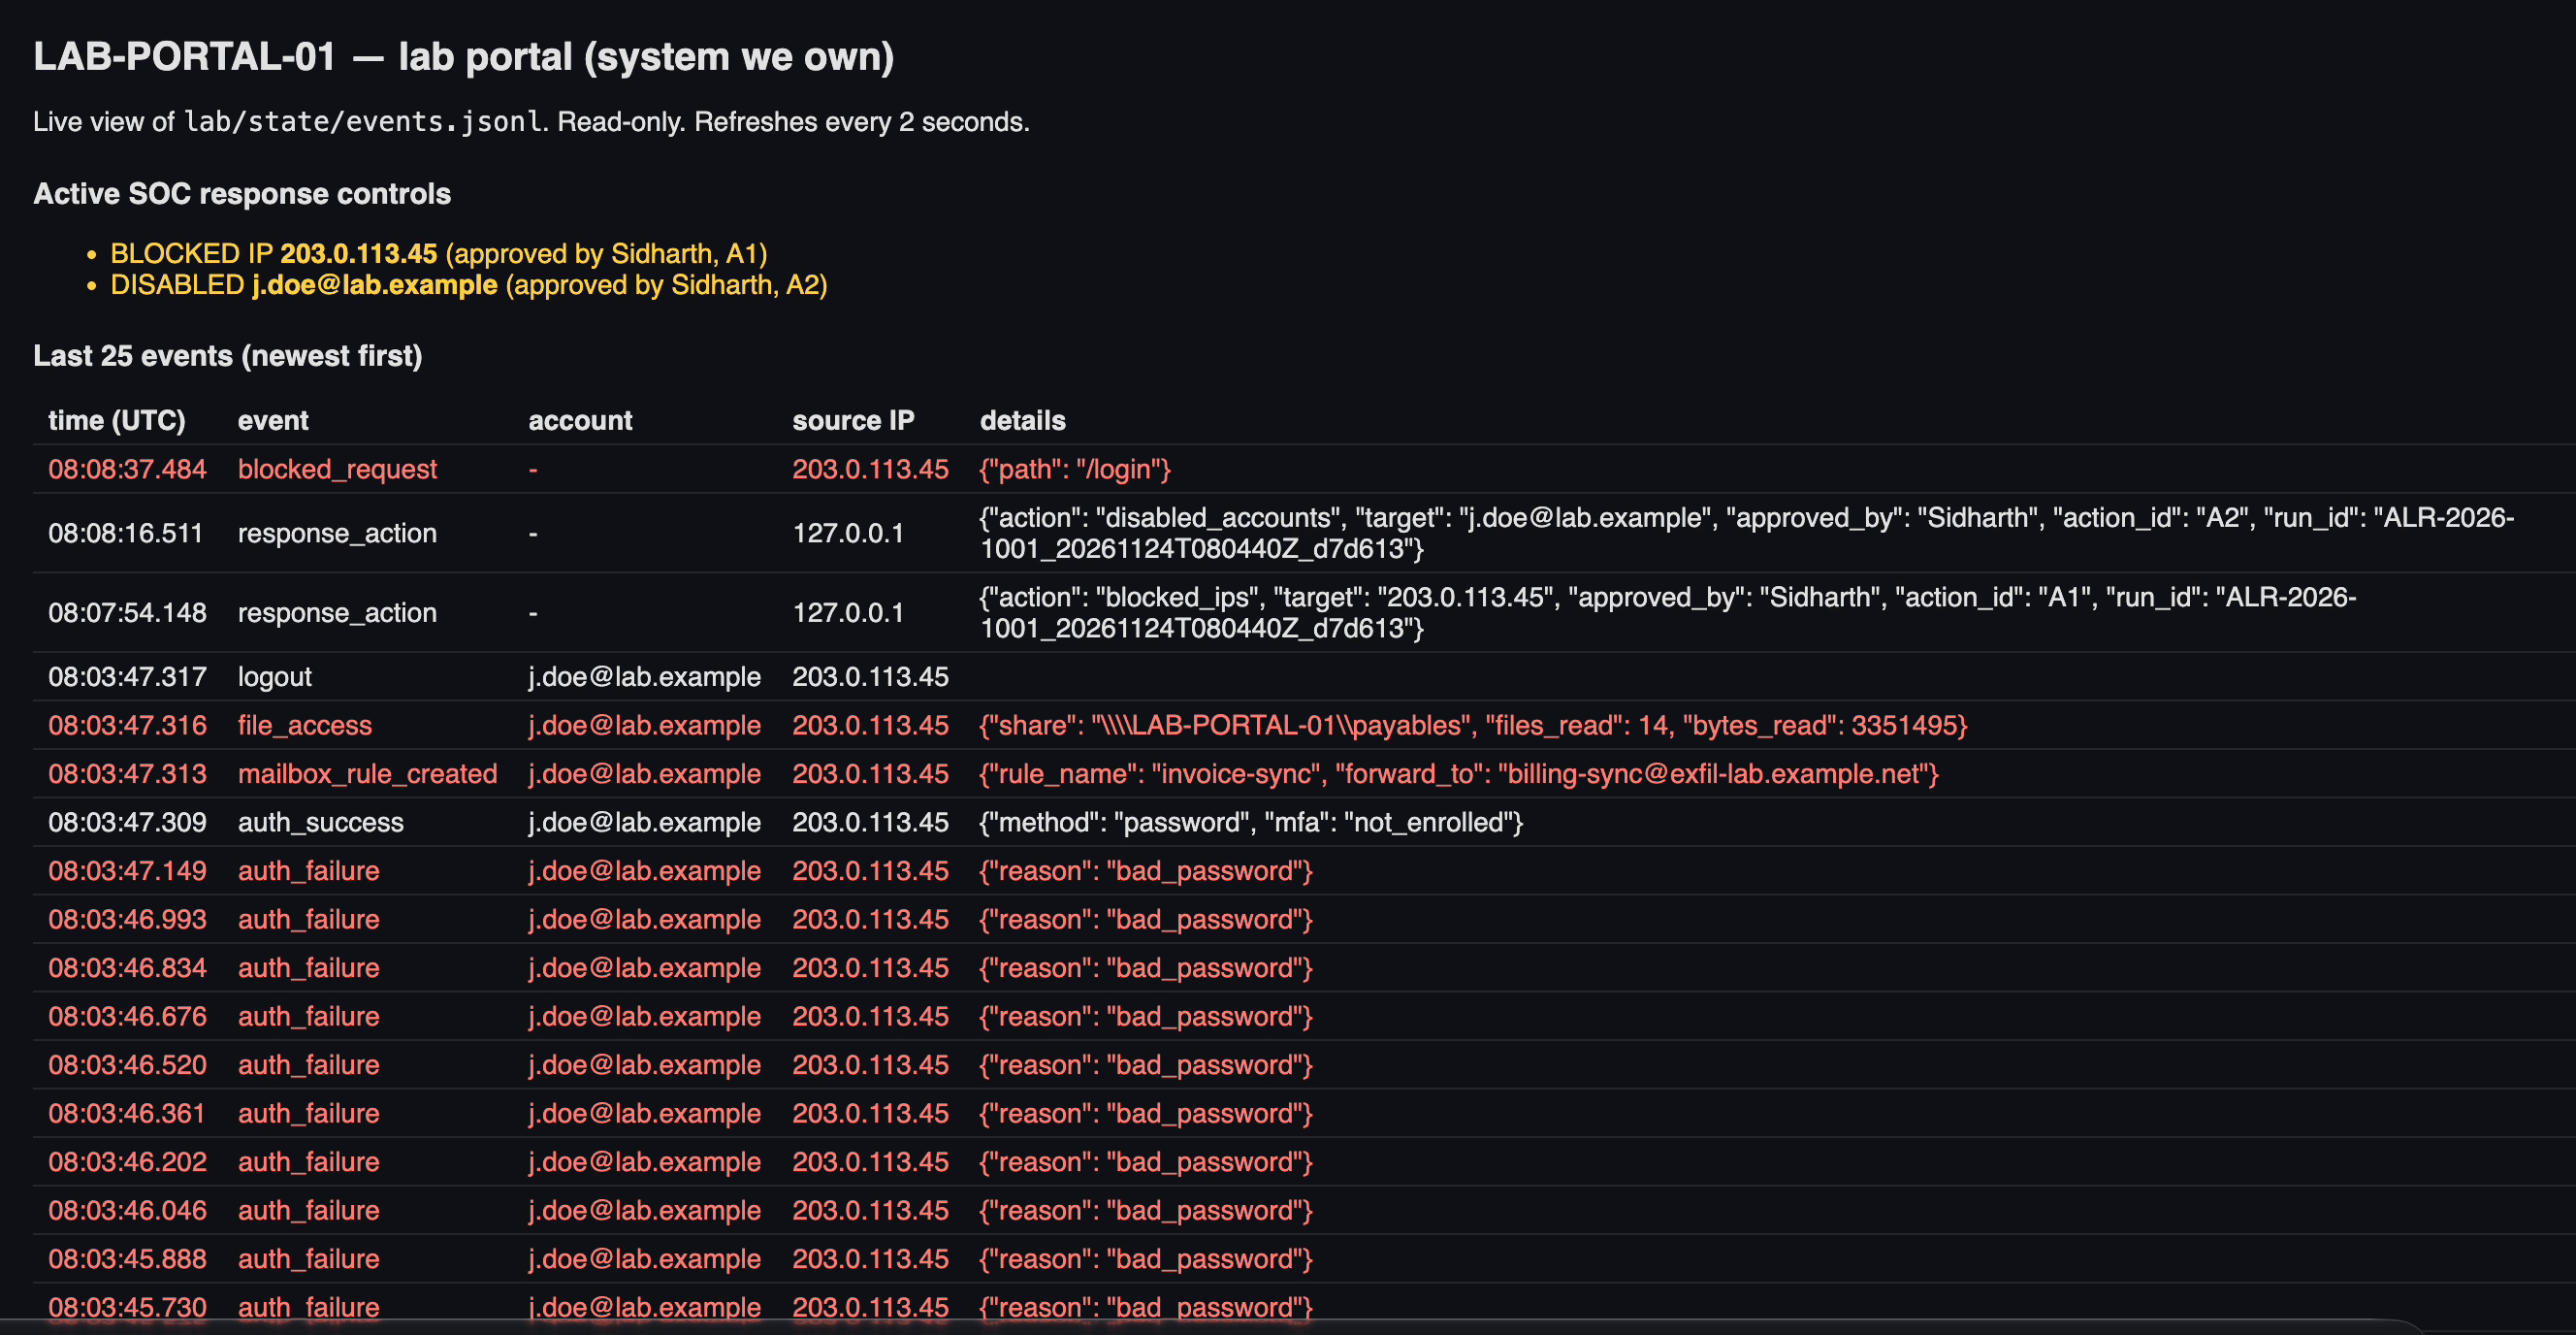 LAB-PORTAL-01 — lab portal (system we own)
Live view of lab/state/events.jsonl. Read-only. Refreshes every 2 seconds.
Active SOC response controls
• BLOCKED IP 203.0.113.45 (approved by Sidharth, A1)
• DISABLED j.doe@lab.example (approved by Sidharth, A2)
Last 25 events (newest first)
time (UTC) event account source IP details
08:08:37.484 blocked_request - 203.0.113.45 {"path": "/login"}
08:08:16.511 response_action - 127.0.0.1 {"action": "disabled_accounts", "target": "j.doe@lab.example", "approved_by": "Sidharth", "action_id": "A2", "run_id": "ALR-2026-
1001_20261124T080440Z_d7d613"}
08:07:54.148 response_action - 127.0.0.1 {"action": "blocked_ips", "target": "203.0.113.45", "approved_by": "Sidharth", "action_id": "A1", "run_id": "ALR-2026-
1001_20261124T080440Z_d7d613"}
08:03:47.317 logout j.doe@lab.example 203.0.113.45
08:03:47.316 file_access j.doe@lab.example 203.0.113.45 {"share": "\\\\LAB-PORTAL-01\\payables", "files_read": 14, "bytes_read": 3351495}
08:03:47.313 mailbox_rule_created j.doe@lab.example 203.0.113.45 {"rule_name": "invoice-sync", "forward_to": "billing-sync@exfil-lab.example.net"}
08:03:47.309 auth_success j.doe@lab.example 203.0.113.45 {"method": "password", "mfa": "not_enrolled"}
08:03:47.149 auth_failure j.doe@lab.example 203.0.113.45 {"reason": "bad_password"}
08:03:46.993 auth_failure j.doe@lab.example 203.0.113.45 {"reason": "bad_password"}
08:03:46.834 auth_failure j.doe@lab.example 203.0.113.45 {"reason": "bad_password"}
08:03:46.676 auth_failure j.doe@lab.example 203.0.113.45 {"reason": "bad_password"}
08:03:46.520 auth_failure j.doe@lab.example 203.0.113.45 {"reason": "bad_password"}
08:03:46.361 auth_failure j.doe@lab.example 203.0.113.45 {"reason": "bad_password"}
08:03:46.202 auth_failure j.doe@lab.example 203.0.113.45 {"reason": "bad_password"}
08:03:46.046 auth_failure j.doe@lab.example 203.0.113.45 {"reason": "bad_password"}
08:03:45.888 auth_failure j.doe@lab.example 203.0.113.45 {"reason": "bad_password"}
08:03:45.730 auth_failure j.doe@lab.example 203.0.113.45 {"reason": "bad_password"}